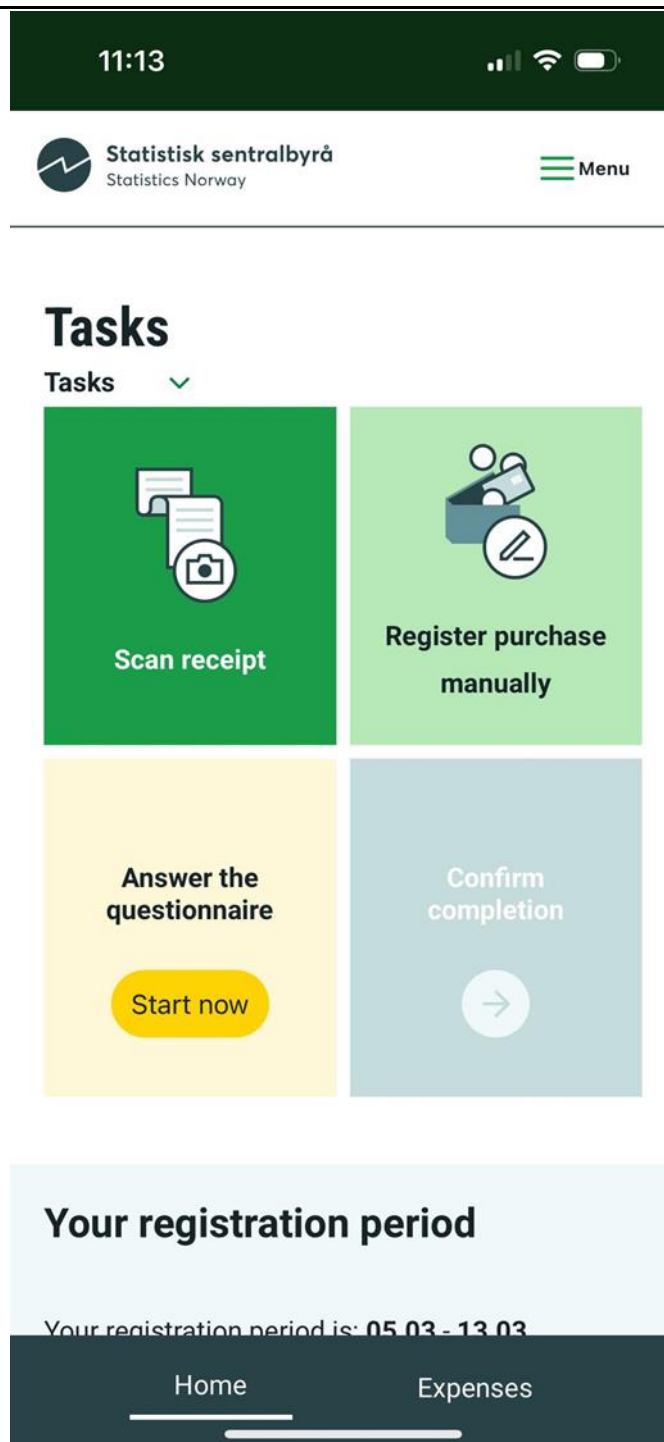 11:13
Statistisk sentralbyrå
Statistics Norway
Menu
Tasks
Tasks
Scan receipt
Register purchase
manually
Answer the
questionnaire
Start now
Confirm
completion
Your registration period
Your registration period is: 05.03 - 13.03
Home
Expenses